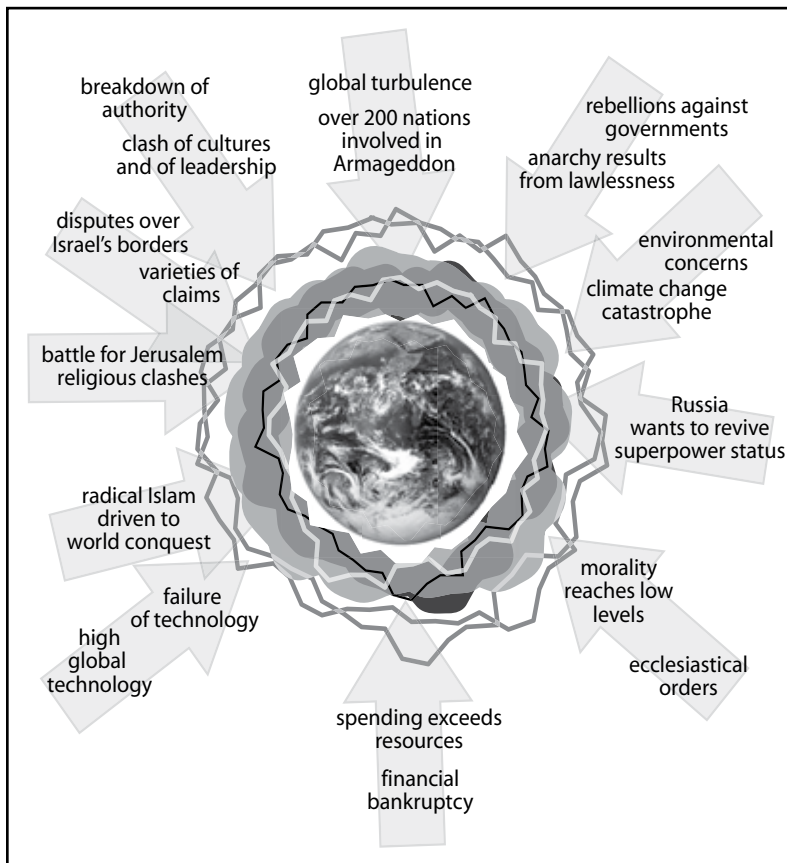 breakdown of
authority
clash of cultures
and of leadership
global turbulence
over 200 nations
involved in
Armageddon
rebellions against
governments
anarchy results
from lawlessness
disputes over
Israel's borders
varieties of
claims
environmental
concerns
climate change
catastrophe
battle for Jerusalem
religious clashes
Russia
wants to revive
superpower status
radical Islam
driven to
world conquest
failure
of technology
high
global
technology
morality
reaches low
levels
ecclesiastical
orders
spending exceeds
resources
financial
bankruptcy